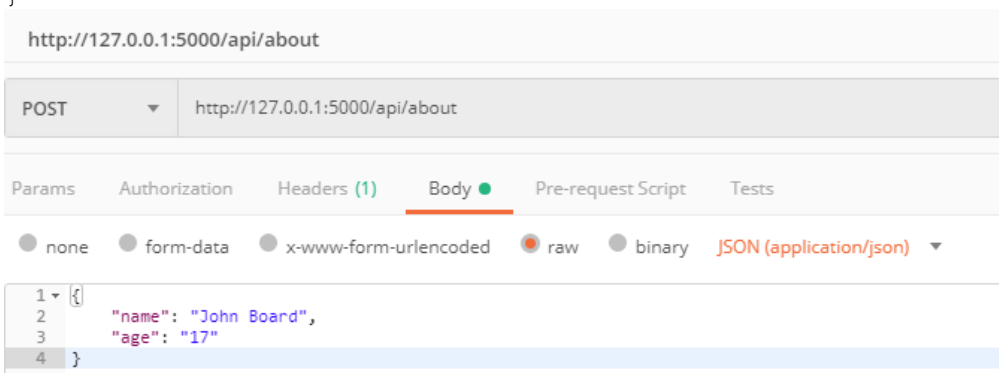 }
http://127.0.0.1:5000/api/about
POST http://127.0.0.1:5000/api/about
Params Authorization Headers (1) Body Pre-request Script Tests
none form-data x-www-form-urlencoded raw binary JSON (application/json)
1 {
2 "name": "John Board",
3 "age": "17"
4 }